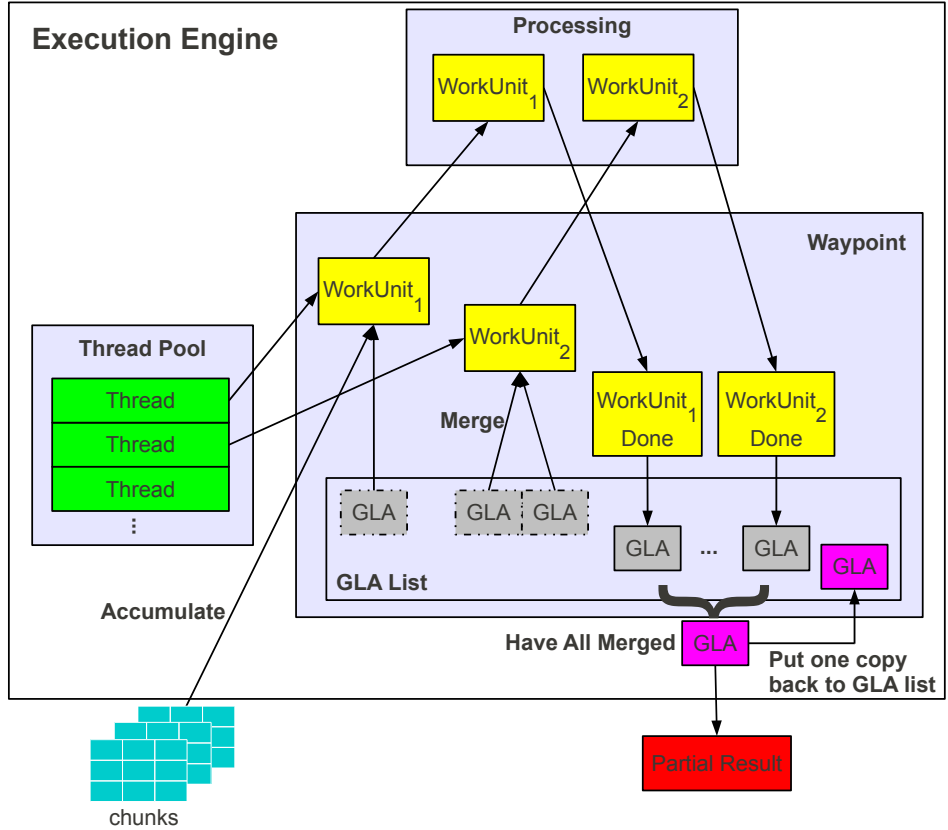 Execution Engine
Processing
WorkUnit1
WorkUnit2
Waypoint
WorkUnit1
WorkUnit2
Thread Pool
Thread
Thread
Thread
⋮
Merge
WorkUnit1
Done
WorkUnit2
Done
GLA
GLA
GLA
GLA
...
GLA
GLA
GLA List
Accumulate
Have All Merged
GLA
Put one copy
back to GLA list
Partial Result
chunks